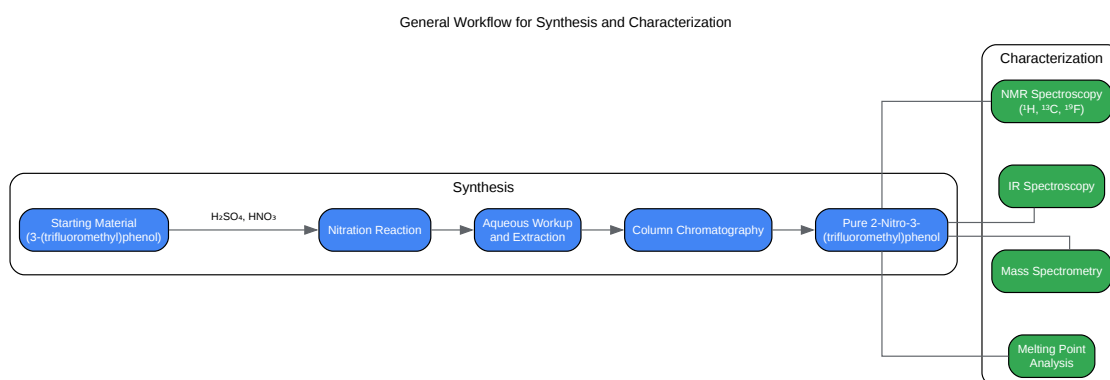 General Workflow for Synthesis and Characterization
Characterization
NMR Spectroscopy
(¹H, ¹³C, ¹⁹F)
IR Spectroscopy
Mass Spectrometry
Melting Point
Analysis
Synthesis
Starting Material
(3-(trifluoromethyl)phenol)
H₂SO₄, HNO₃
Nitration Reaction
Aqueous Workup
and Extraction
Column Chromatography
Pure 2-Nitro-3-
(trifluoromethyl)phenol